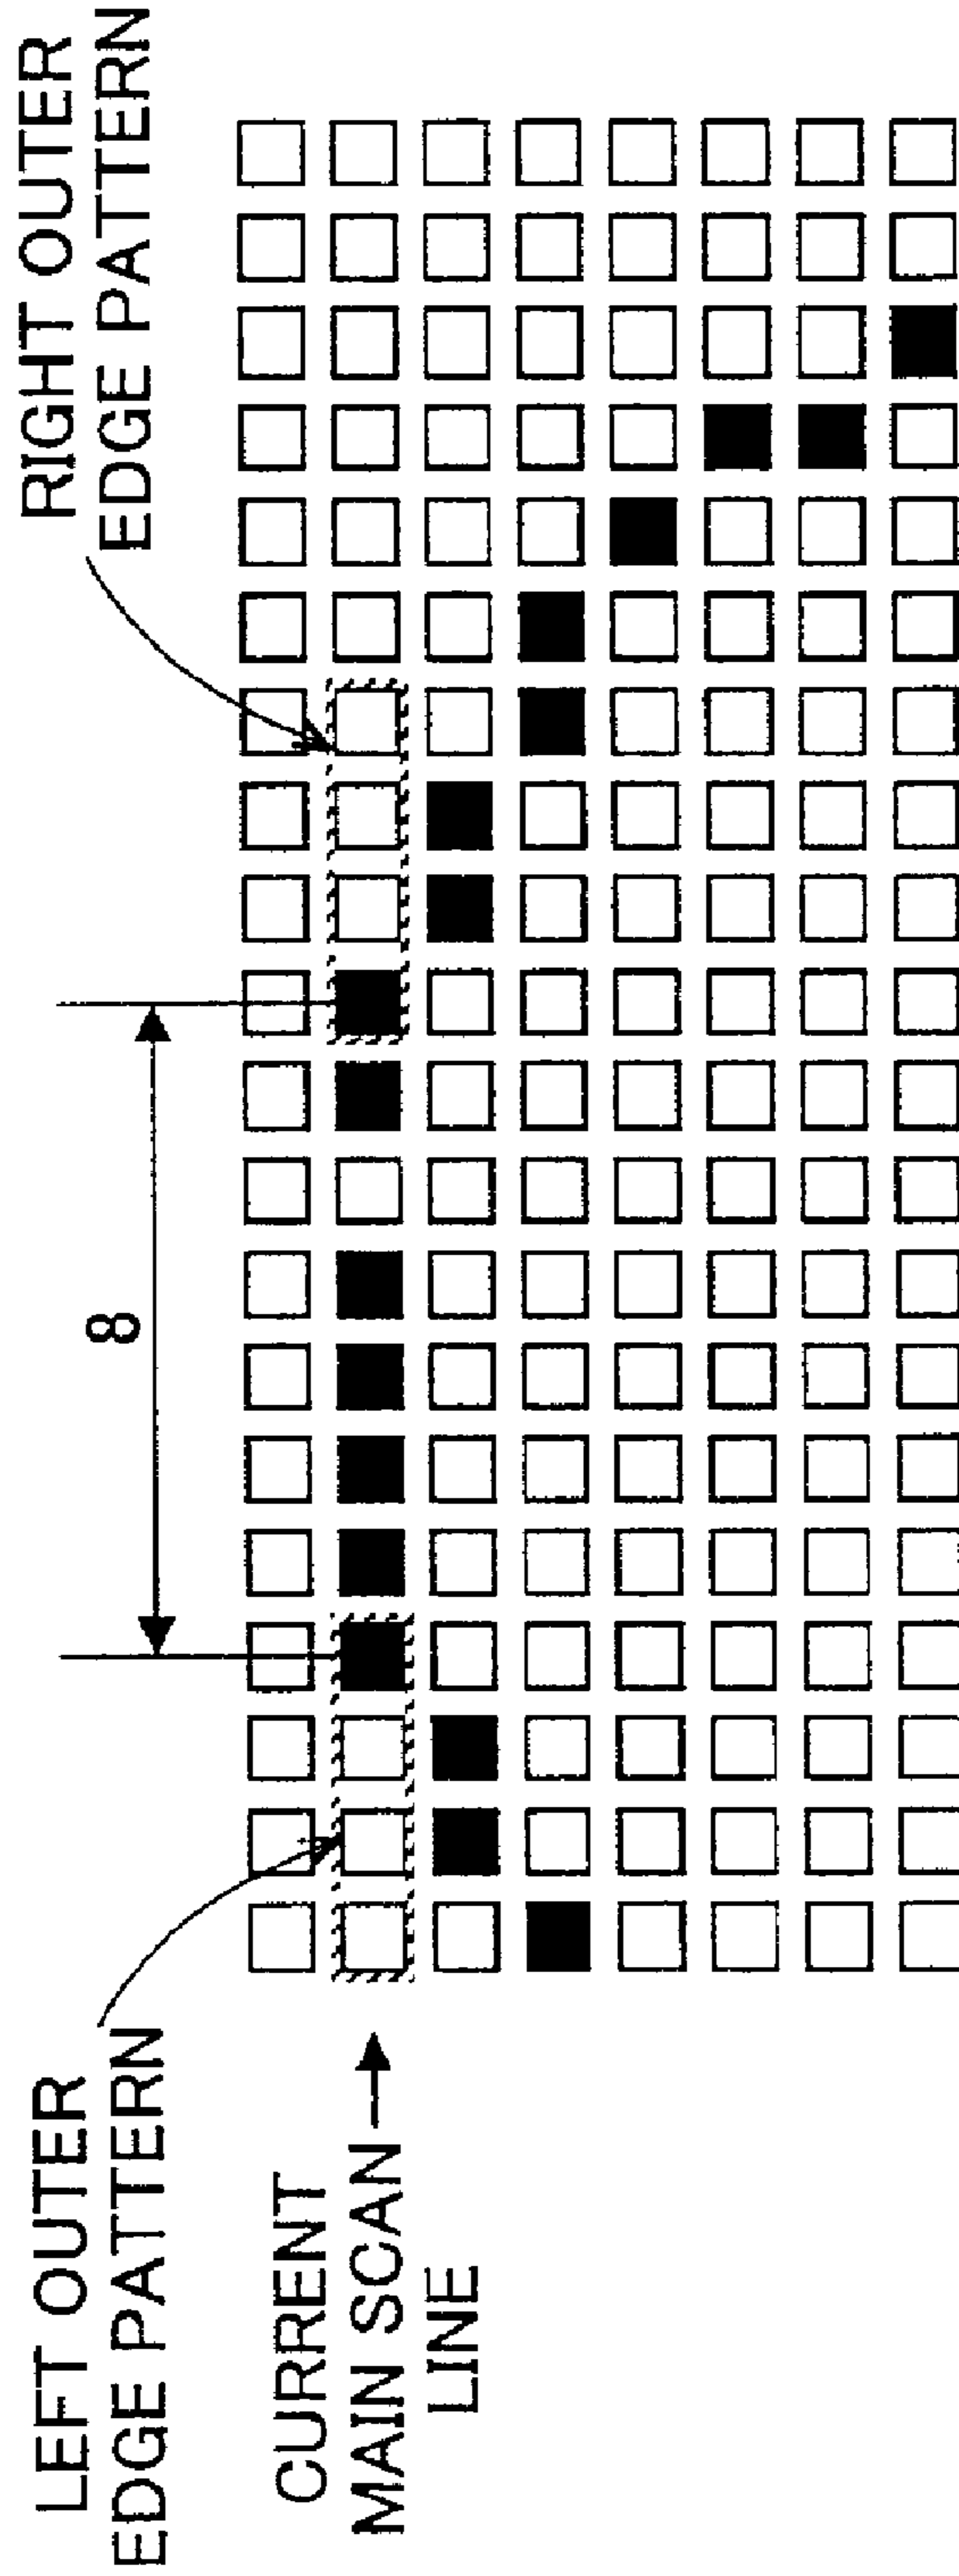 LEFT OUTER
EDGE PATTERN
8
RIGHT OUTER
EDGE PATTERN
CURRENT
MAIN SCAN
LINE